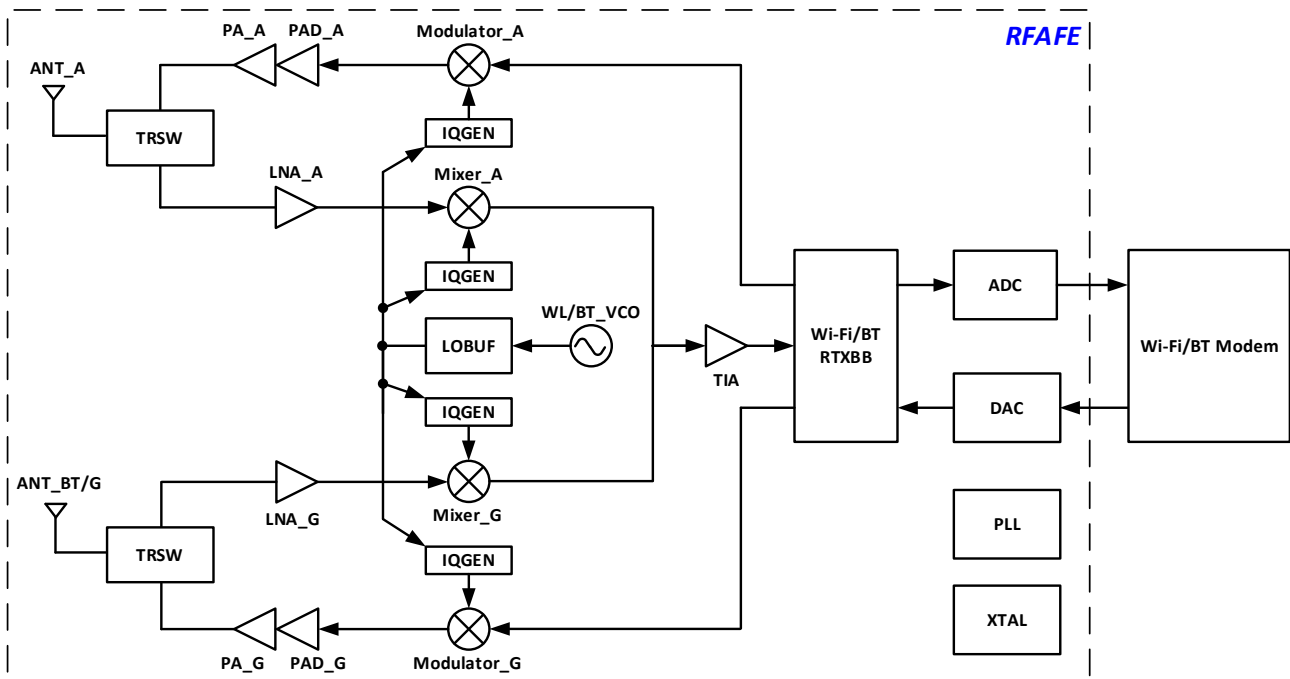 RFAFE
PA_A
PAD_A
Modulator_A
ANT_A
TRSW
IQGEN
LNA_A
Mixer_A
IQGEN
WL/BT_VCO
LOBUF
TIA
Wi-Fi/BT
RTXBB
ADC
DAC
Wi-Fi/BT Modem
IQGEN
ANT_BT/G
LNA_G
Mixer_G
TRSW
IQGEN
PLL
XTAL
PA_G
PAD_G
Modulator_G